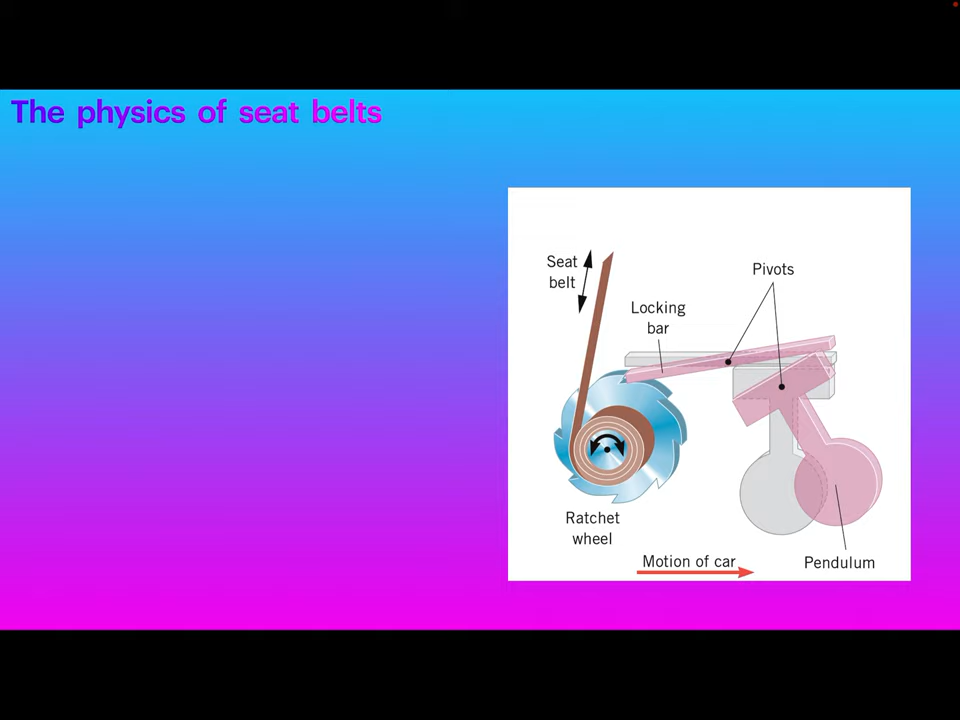 The physics of seat belts
Seat
belt
Pivots
Locking
bar
Ratchet
wheel
Motion of car
Pendulum